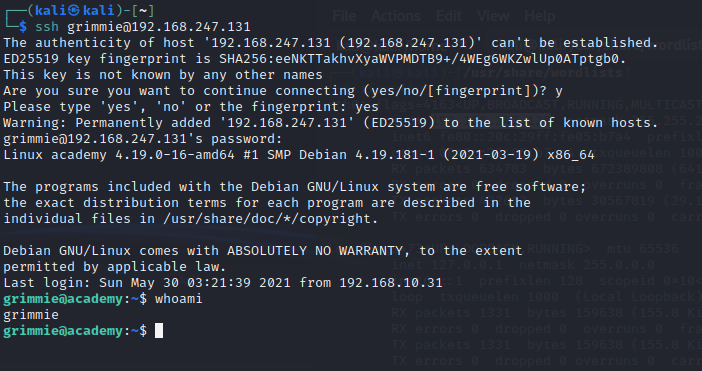 File Actions Edit View Help
┌──(kali㉿kali)-[~]
└─$ ssh grimmie@192.168.247.131
The authenticity of host '192.168.247.131 (192.168.247.131)' can't be established.
ED25519 key fingerprint is SHA256:eeNKTTakhvXyaWVPMDTB9+/4WEg6WKZwlUp0ATptgb0.
This key is not known by any other names
Are you sure you want to continue connecting (yes/no/[fingerprint])? y
Please type 'yes', 'no' or the fingerprint: yes
Warning: Permanently added '192.168.247.131' (ED25519) to the list of known hosts.
grimmie@192.168.247.131's password:
Linux academy 4.19.0-16-amd64 #1 SMP Debian 4.19.181-1 (2021-03-19) x86_64
The programs included with the Debian GNU/Linux system are free software;
the exact distribution terms for each program are described in the
individual files in /usr/share/doc/*/copyright.
Debian GNU/Linux comes with ABSOLUTELY NO WARRANTY, to the extent
permitted by applicable law.
Last login: Sun May 30 03:21:39 2021 from 192.168.10.31
grimmie@academy:~$ whoami
grimmie
grimmie@academy:~$